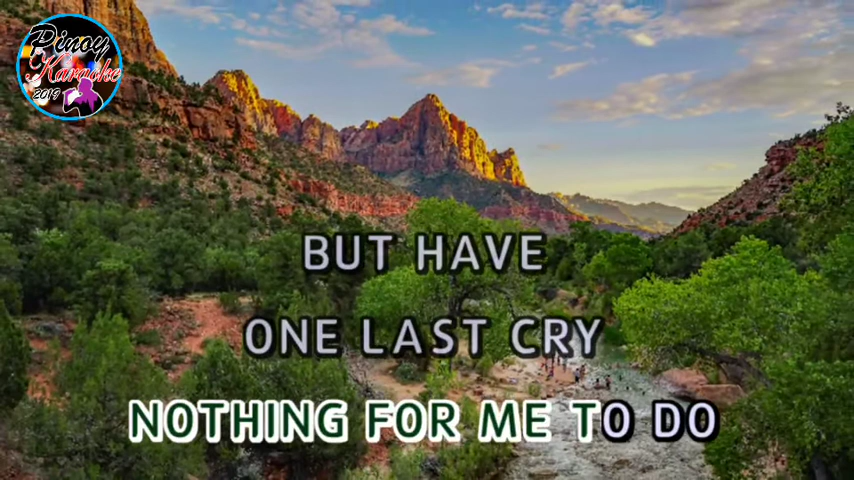 Pinoy
Karaoke
2019
BUT HAVE
ONE LAST CRY
NOTHING FOR ME TO DO